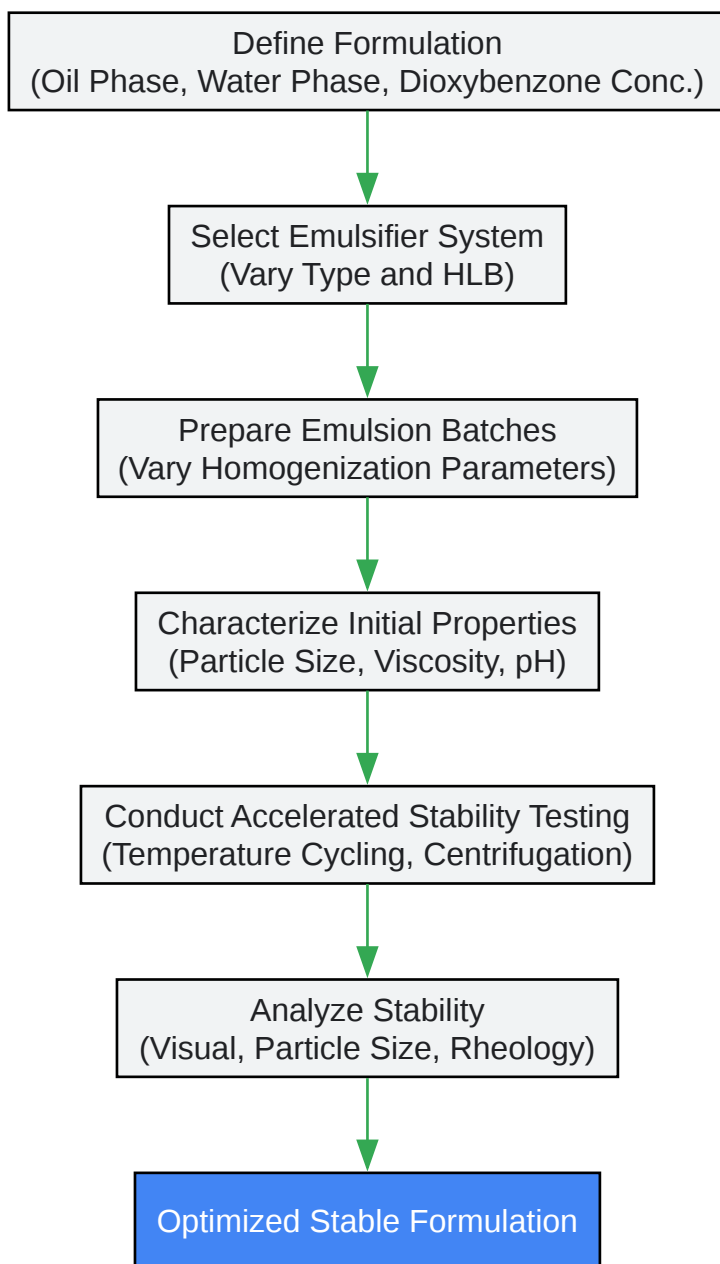 Define Formulation
(Oil Phase, Water Phase, Dioxybenzone Conc.)
Select Emulsifier System
(Vary Type and HLB)
Prepare Emulsion Batches
(Vary Homogenization Parameters)
Characterize Initial Properties
(Particle Size, Viscosity, pH)
Conduct Accelerated Stability Testing
(Temperature Cycling, Centrifugation)
Analyze Stability
(Visual, Particle Size, Rheology)
Optimized Stable Formulation